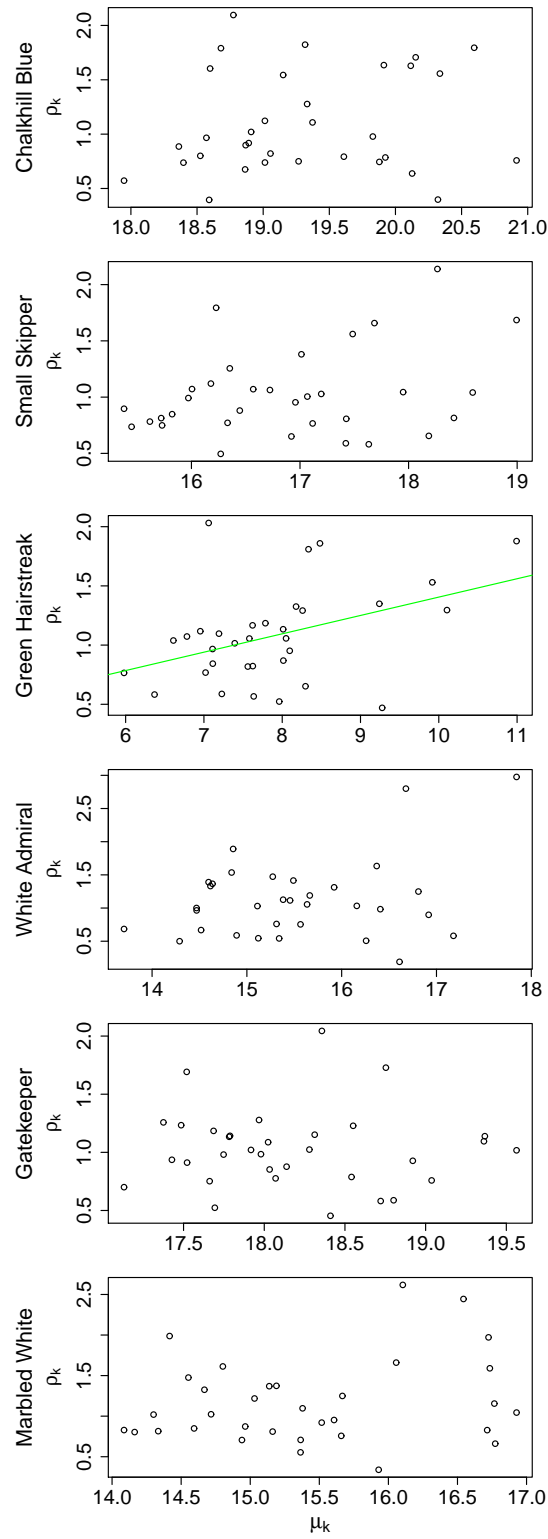 Chalkhill Blue
ρk
2.0
1.5
1.0
0.5
18.0 18.5 19.0 19.5 20.0 20.5 21.0
Small Skipper
ρk
2.0
1.5
1.0
0.5
16 17 18 19
Green Hairstreak
ρk
2.0
1.5
1.0
0.5
6 7 8 9 10 11
White Admiral
ρk
2.5
1.5
0.5
14 15 16 17 18
Gatekeeper
ρk
2.0
1.5
1.0
0.5
17.5 18.0 18.5 19.0 19.5
Marbled White
ρk
2.5
1.5
0.5
14.0 14.5 15.0 15.5 16.0 16.5 17.0
μk